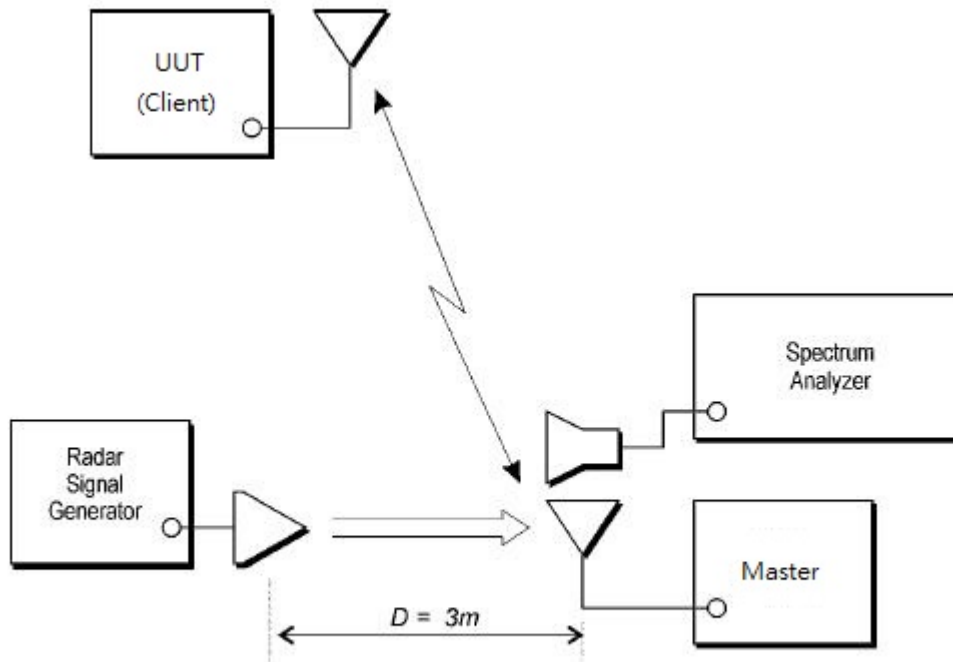 UUT
(Client)
Spectrum
Analyzer
Radar
Signal
Generator
Master
D = 3m